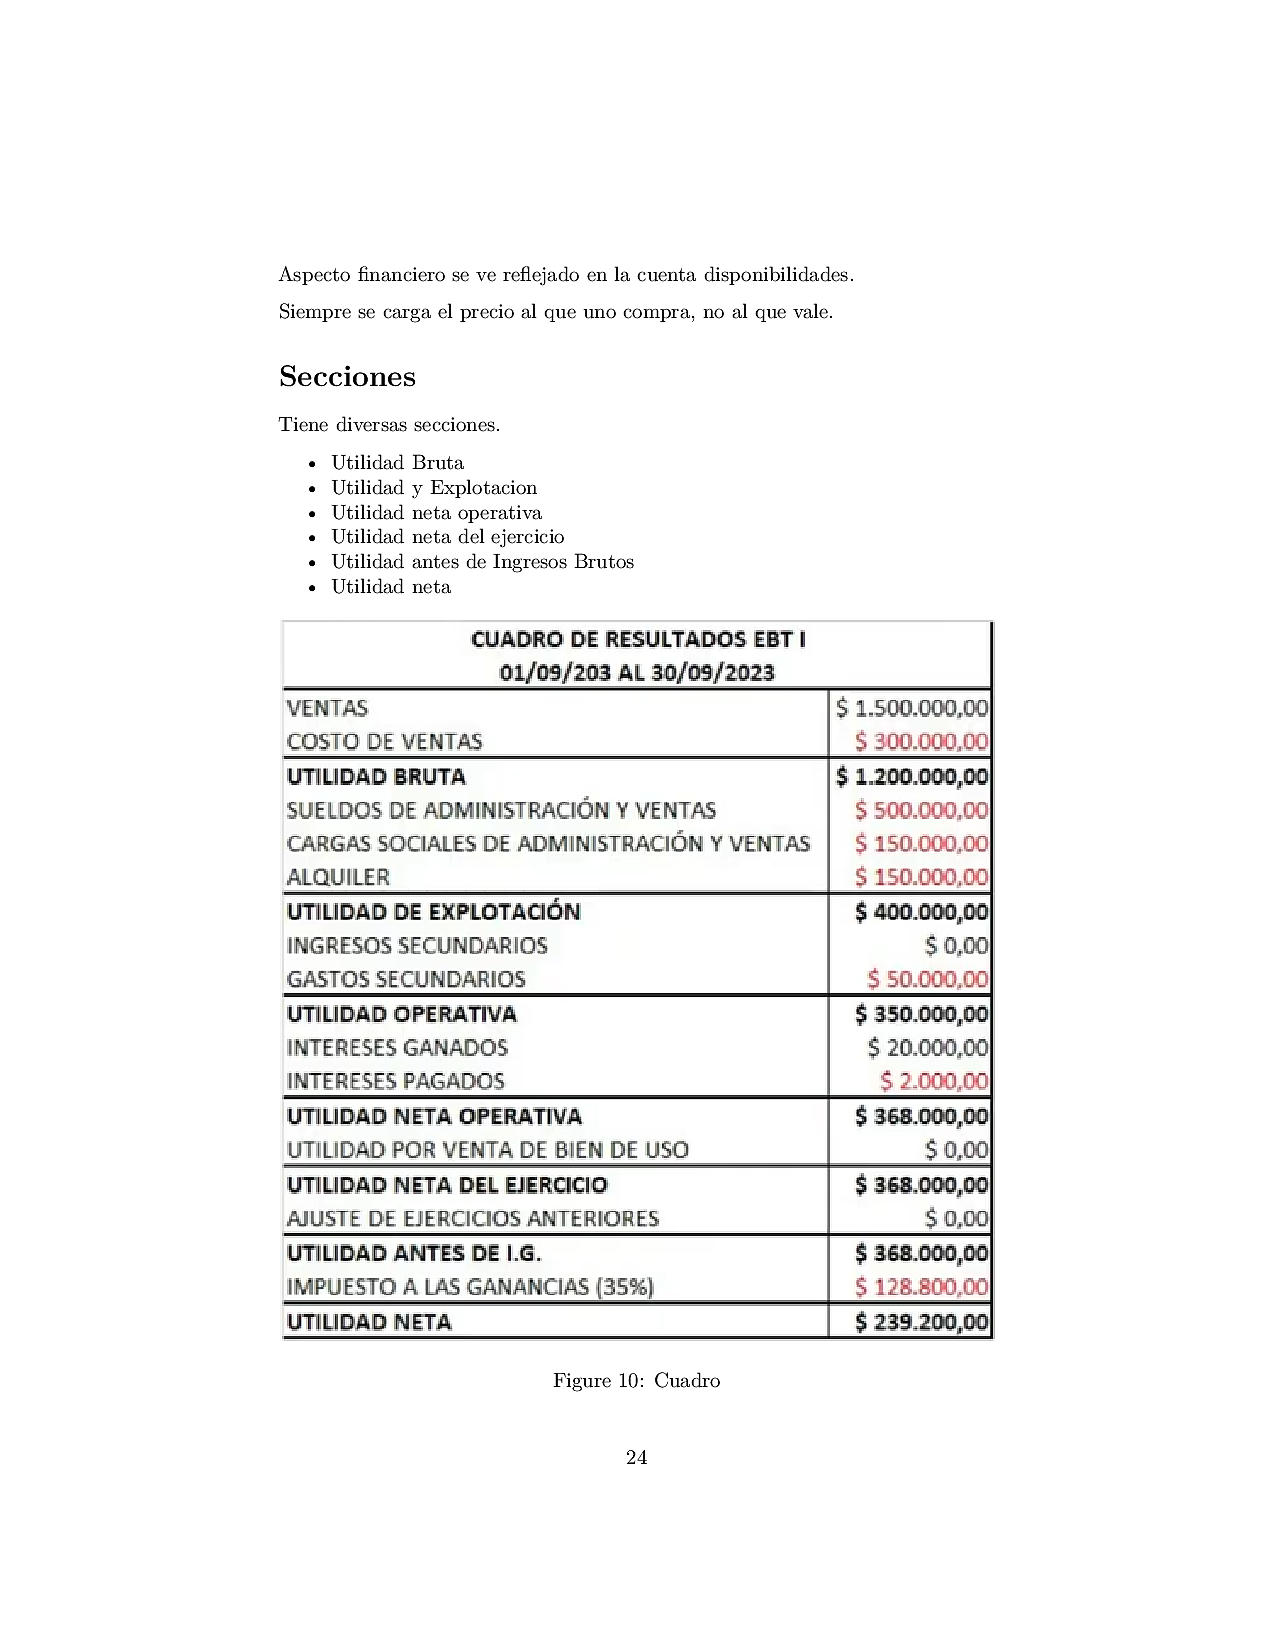 Aspecto financiero se ve reflejado en la cuenta disponibilidades.
Siempre se carga el precio al que uno compra, no al que vale.
Secciones
Tiene diversas secciones.
• Utilidad Bruta
• Utilidad y Explotacion
• Utilidad neta operativa
• Utilidad neta del ejercicio
• Utilidad antes de Ingresos Brutos
• Utilidad neta
CUADRO DE RESULTADOS EBT I
01/09/203 AL 30/09/2023
VENTAS $ 1.500.000,00
COSTO DE VENTAS $ 300.000,00
UTILIDAD BRUTA $ 1.200.000,00
SUELDOS DE ADMINISTRACIÓN Y VENTAS $ 500.000,00
CARGAS SOCIALES DE ADMINISTRACIÓN Y VENTAS $ 150.000,00
ALQUILER $ 150.000,00
UTILIDAD DE EXPLOTACIÓN $ 400.000,00
INGRESOS SECUNDARIOS $ 0,00
GASTOS SECUNDARIOS $ 50.000,00
UTILIDAD OPERATIVA $ 350.000,00
INTERESES GANADOS $ 20.000,00
INTERESES PAGADOS $ 2.000,00
UTILIDAD NETA OPERATIVA $ 368.000,00
UTILIDAD POR VENTA DE BIEN DE USO $ 0,00
UTILIDAD NETA DEL EJERCICIO $ 368.000,00
AJUSTE DE EJERCICIOS ANTERIORES $ 0,00
UTILIDAD ANTES DE I.G. $ 368.000,00
IMPUESTO A LAS GANANCIAS (35%) $ 128.800,00
UTILIDAD NETA $ 239.200,00
Figure 10: Cuadro
24